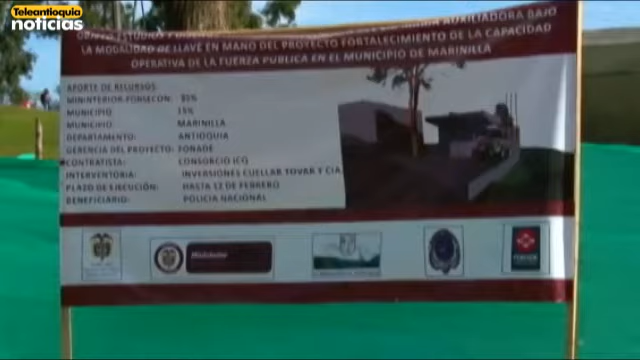 Teleantioquia
noticias
OBJETO: ESTUDIOS Y AUXILIADORA BAJO
LA MODALIDAD DE LLAVE EN MANO DEL PROYECTO FORTALECIMIENTO DE LA CAPACIDAD
OPERATIVA DE LA FUERZA PUBLICA EN EL MUNICIPIO DE MARINILLA
APORTE DE RECURSOS:
MININTERIOR-FONSECON: 85%
MUNICIPIO 15%
MUNICIPIO: MARINILLA
DEPARTAMENTO: ANTIOQUIA
GERENCIA DEL PROYECTO: FONADE
CONTRATISTA: CONSORCIO ICQ
INTERVENTORIA: INVERSIONES CUELLAR TOVAR Y CIA
PLAZO DE EJECUCIÓN: HASTA 12 DE FEBRERO
BENEFICIARIO: POLICIA NACIONAL